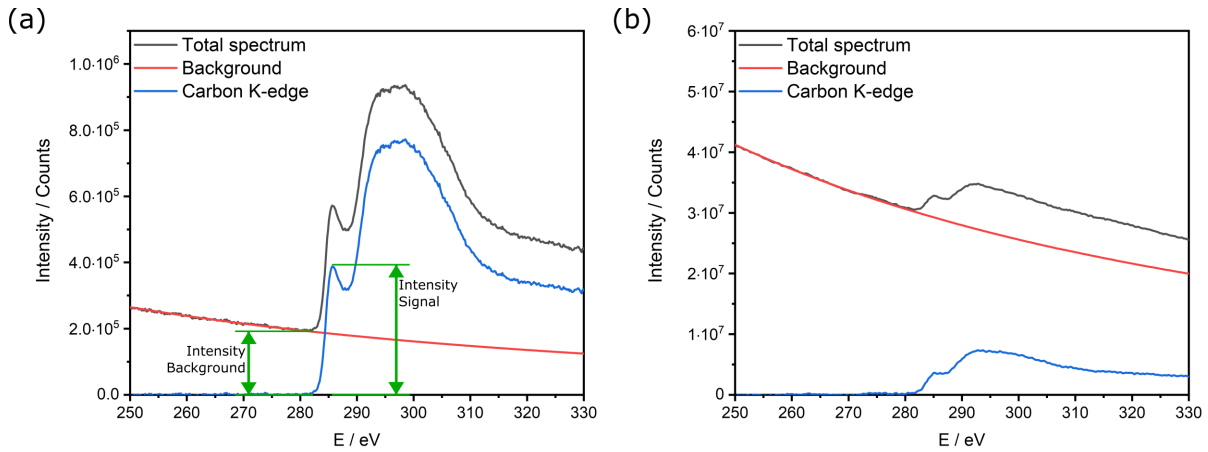 (a)
Total spectrum
Background
Carbon K-edge
1.0·10⁶
8.0·10⁵
6.0·10⁵
4.0·10⁵
2.0·10⁵
0.0
Intensity / Counts
Intensity
Signal
Intensity
Background
250 260 270 280 290 300 310 320 330
E / eV
(b)
Total spectrum
Background
Carbon K-edge
6·10⁷
5·10⁷
4·10⁷
3·10⁷
2·10⁷
1·10⁷
0
Intensity / Counts
250 260 270 280 290 300 310 320 330
E / eV